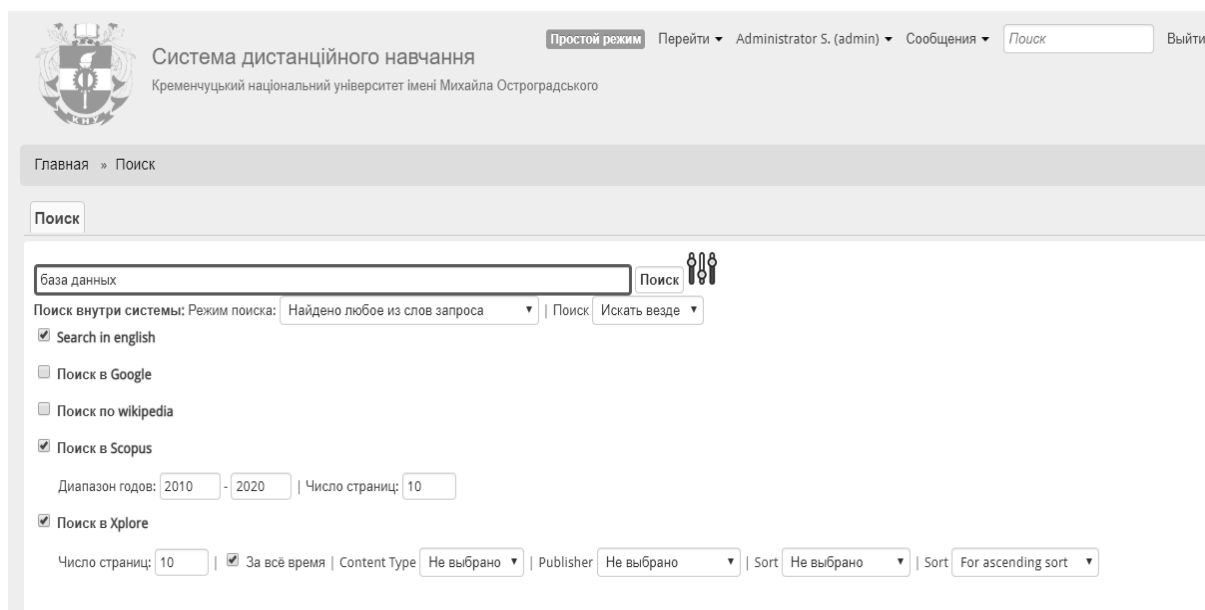 Простой режим Перейти Administrator S. (admin) Сообщения Поиск Выйти
Система дистанційного навчання
Кременчуцький національний університет імені Михайла Остроградського
КНУ
Главная » Поиск
Поиск
база данных Поиск
Поиск внутри системы: Режим поиска: Найдено любое из слов запроса | Поиск Искать везде
Search in english
Поиск в Google
Поиск по wikipedia
Поиск в Scopus
Диапазон годов: 2010 - 2020 | Число страниц: 10
Поиск в Xplore
Число страниц: 10 | За всё время | Content Type Не выбрано | Publisher Не выбрано | Sort Не выбрано | Sort For ascending sort